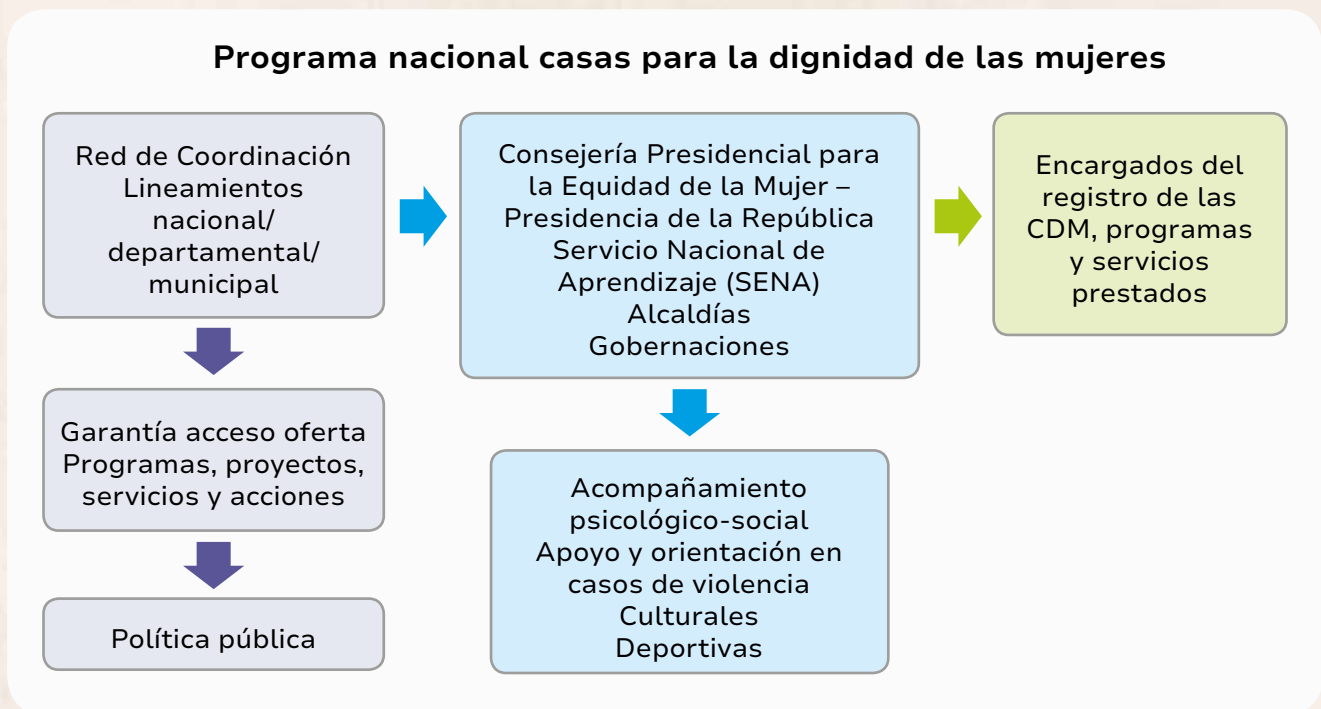 Programa nacional casas para la dignidad de las mujeres
Red de Coordinación
Lineamientos
nacional/
departamental/
municipal
Garantía acceso oferta
Programas, proyectos,
servicios y acciones
Política pública
Consejería Presidencial para
la Equidad de la Mujer –
Presidencia de la República
Servicio Nacional de
Aprendizaje (SENA)
Alcaldías
Gobernaciones
Acompañamiento
psicológico-social
Apoyo y orientación en
casos de violencia
Culturales
Deportivas
Encargados del
registro de las
CDM, programas
y servicios
prestados